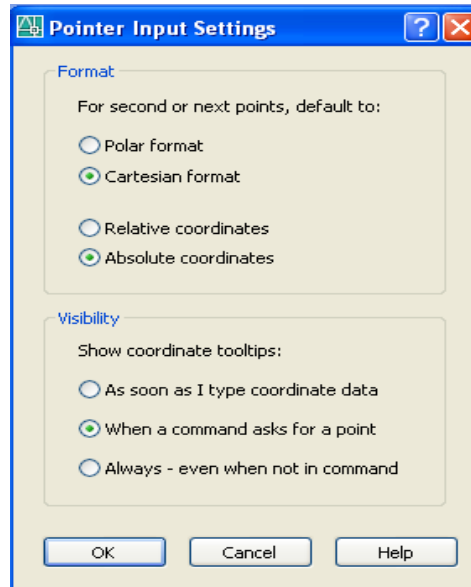 Pointer Input Settings
Format
For second or next points, default to:
Polar format
Cartesian format
Relative coordinates
Absolute coordinates
Visibility
Show coordinate tooltips:
As soon as I type coordinate data
When a command asks for a point
Always - even when not in command
OK Cancel Help